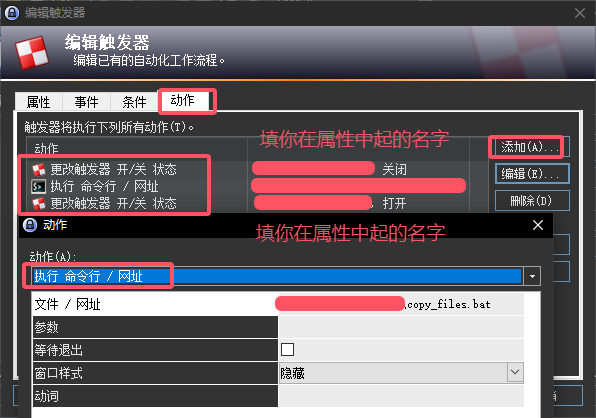 编辑触发器
编辑触发器
编辑已有的自动化工作流程。
属性 事件 条件 动作
触发器将执行下列所有动作(T)。
填你在属性中起的名字
动作
添加(A)...
更改触发器 开/关 状态 关闭
编辑(E)...
执行 命令行 / 网址
更改触发器 开/关 状态 打开
删除(D)
动作
填你在属性中起的名字
动作(A):
执行 命令行 / 网址
文件 / 网址 copy_files.bat
参数
等待退出
窗口样式 隐藏
动词